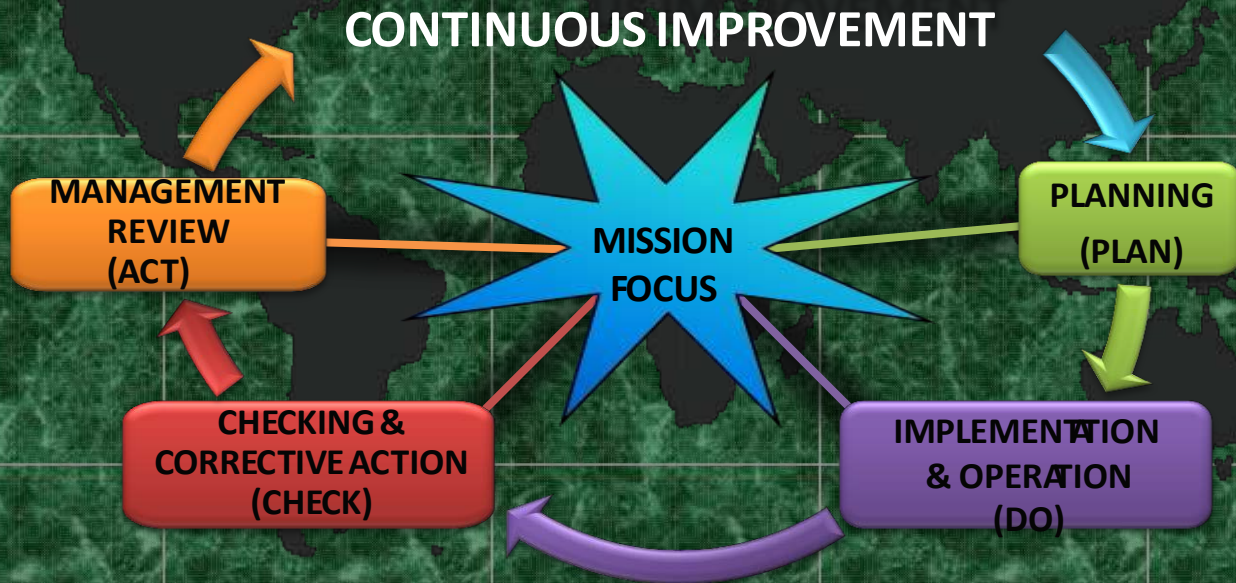 CONTINUOUS IMPROVEMENT
MANAGEMENT
REVIEW
(ACT)
MISSION
FOCUS
PLANNING
(PLAN)
CHECKING &
CORRECTIVE ACTION
(CHECK)
IMPLEMENTATION
& OPERATION
(DO)